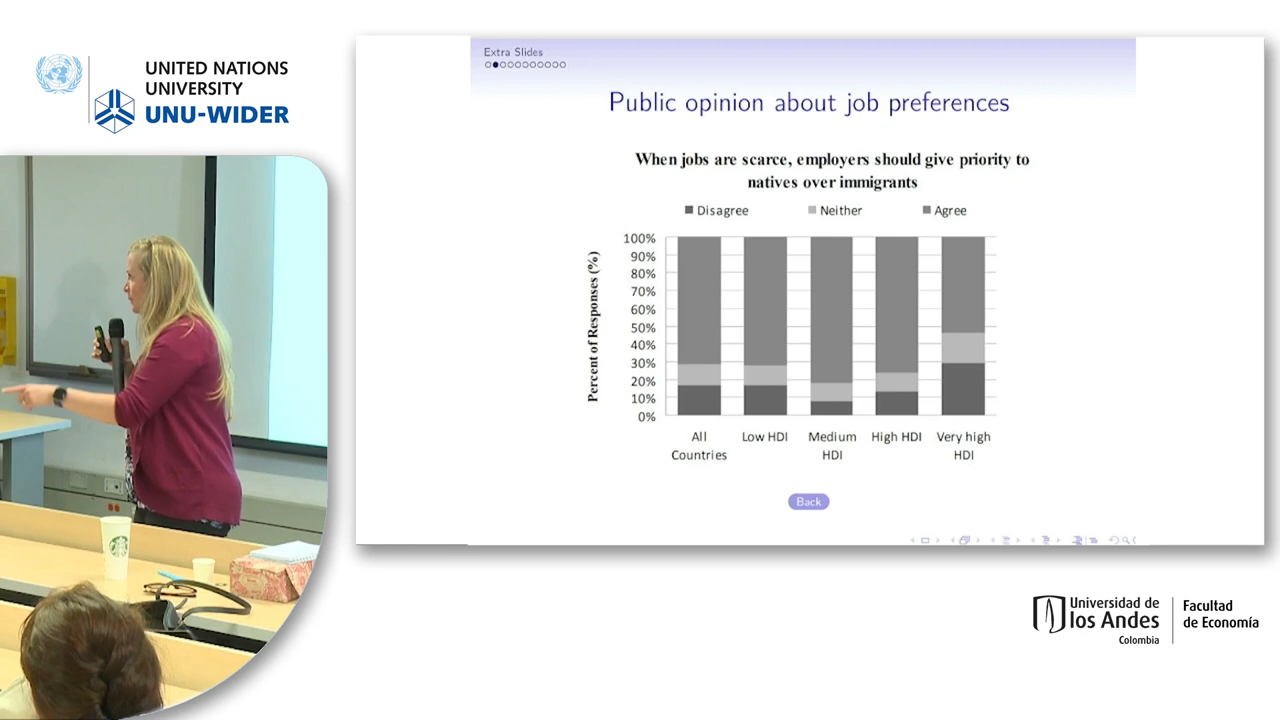 UNITED NATIONS
UNIVERSITY
UNU-WIDER
Extra Slides
Public opinion about job preferences
When jobs are scarce, employers should give priority to
natives over immigrants
Disagree Neither Agree
Percent of Responses (%)
100%
90%
80%
70%
60%
50%
40%
30%
20%
10%
0%
All Countries
Low HDI
Medium HDI
High HDI
Very high HDI
Back
Universidad de
los Andes
Colombia
Facultad
de Economía